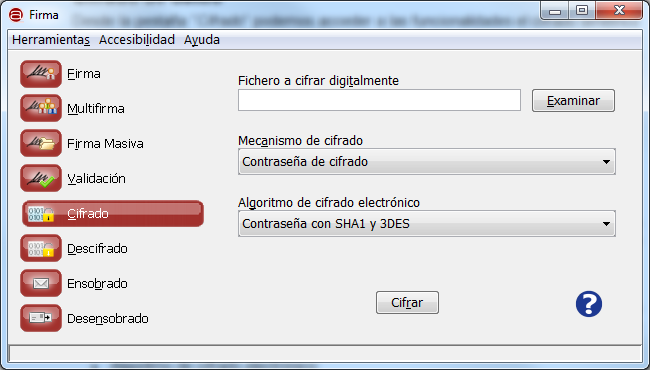 Firma
Herramientas Accesibilidad Ayuda
Firma
Multifirma
Firma Masiva
Validación
Cifrado
Descifrado
Ensobrado
Desensobrado
Fichero a cifrar digitalmente
Examinar
Mecanismo de cifrado
Contraseña de cifrado
Algoritmo de cifrado electrónico
Contraseña con SHA1 y 3DES
Cifrar
?